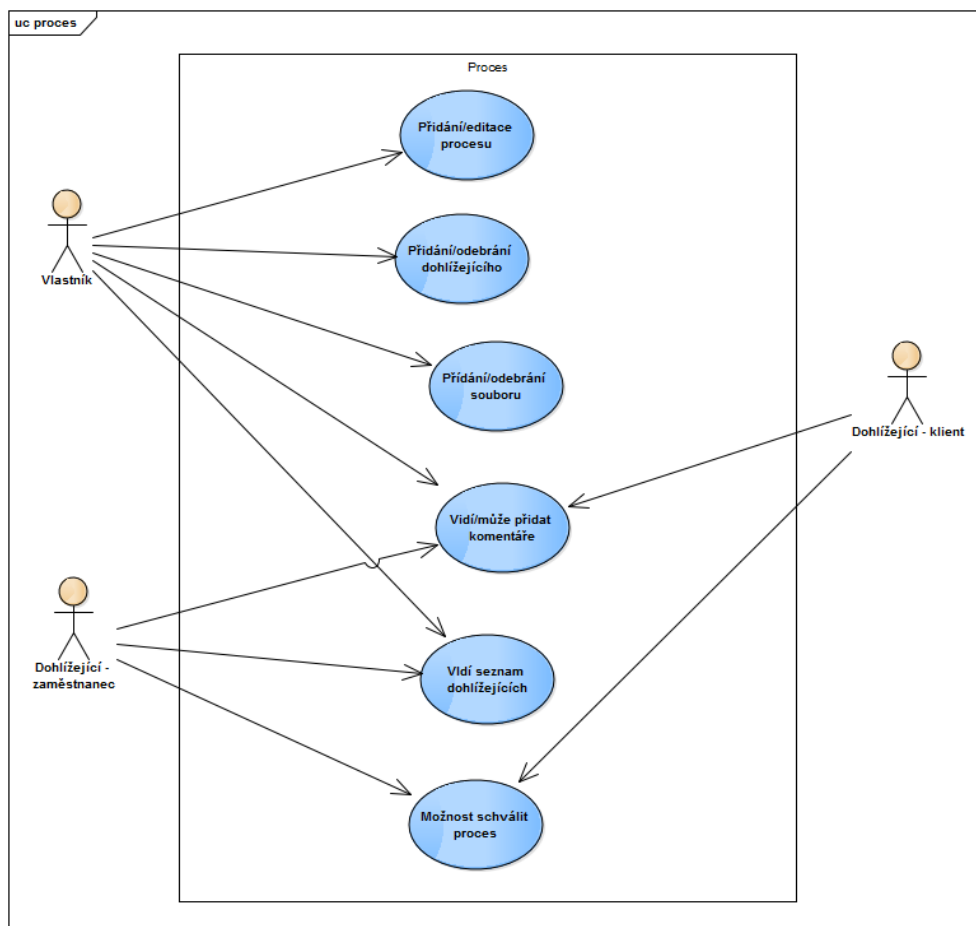 uc proces
Proces
Přidání/editace
procesu
Vlastník
Přidání/odebrání
dohlížejícího
Přídání/odebrání
souboru
Dohlížející - klient
Vidí/může přidat
komentáře
Dohlížející -
zaměstnanec
VIdí seznam
dohlížejících
Možnost schválit
proces